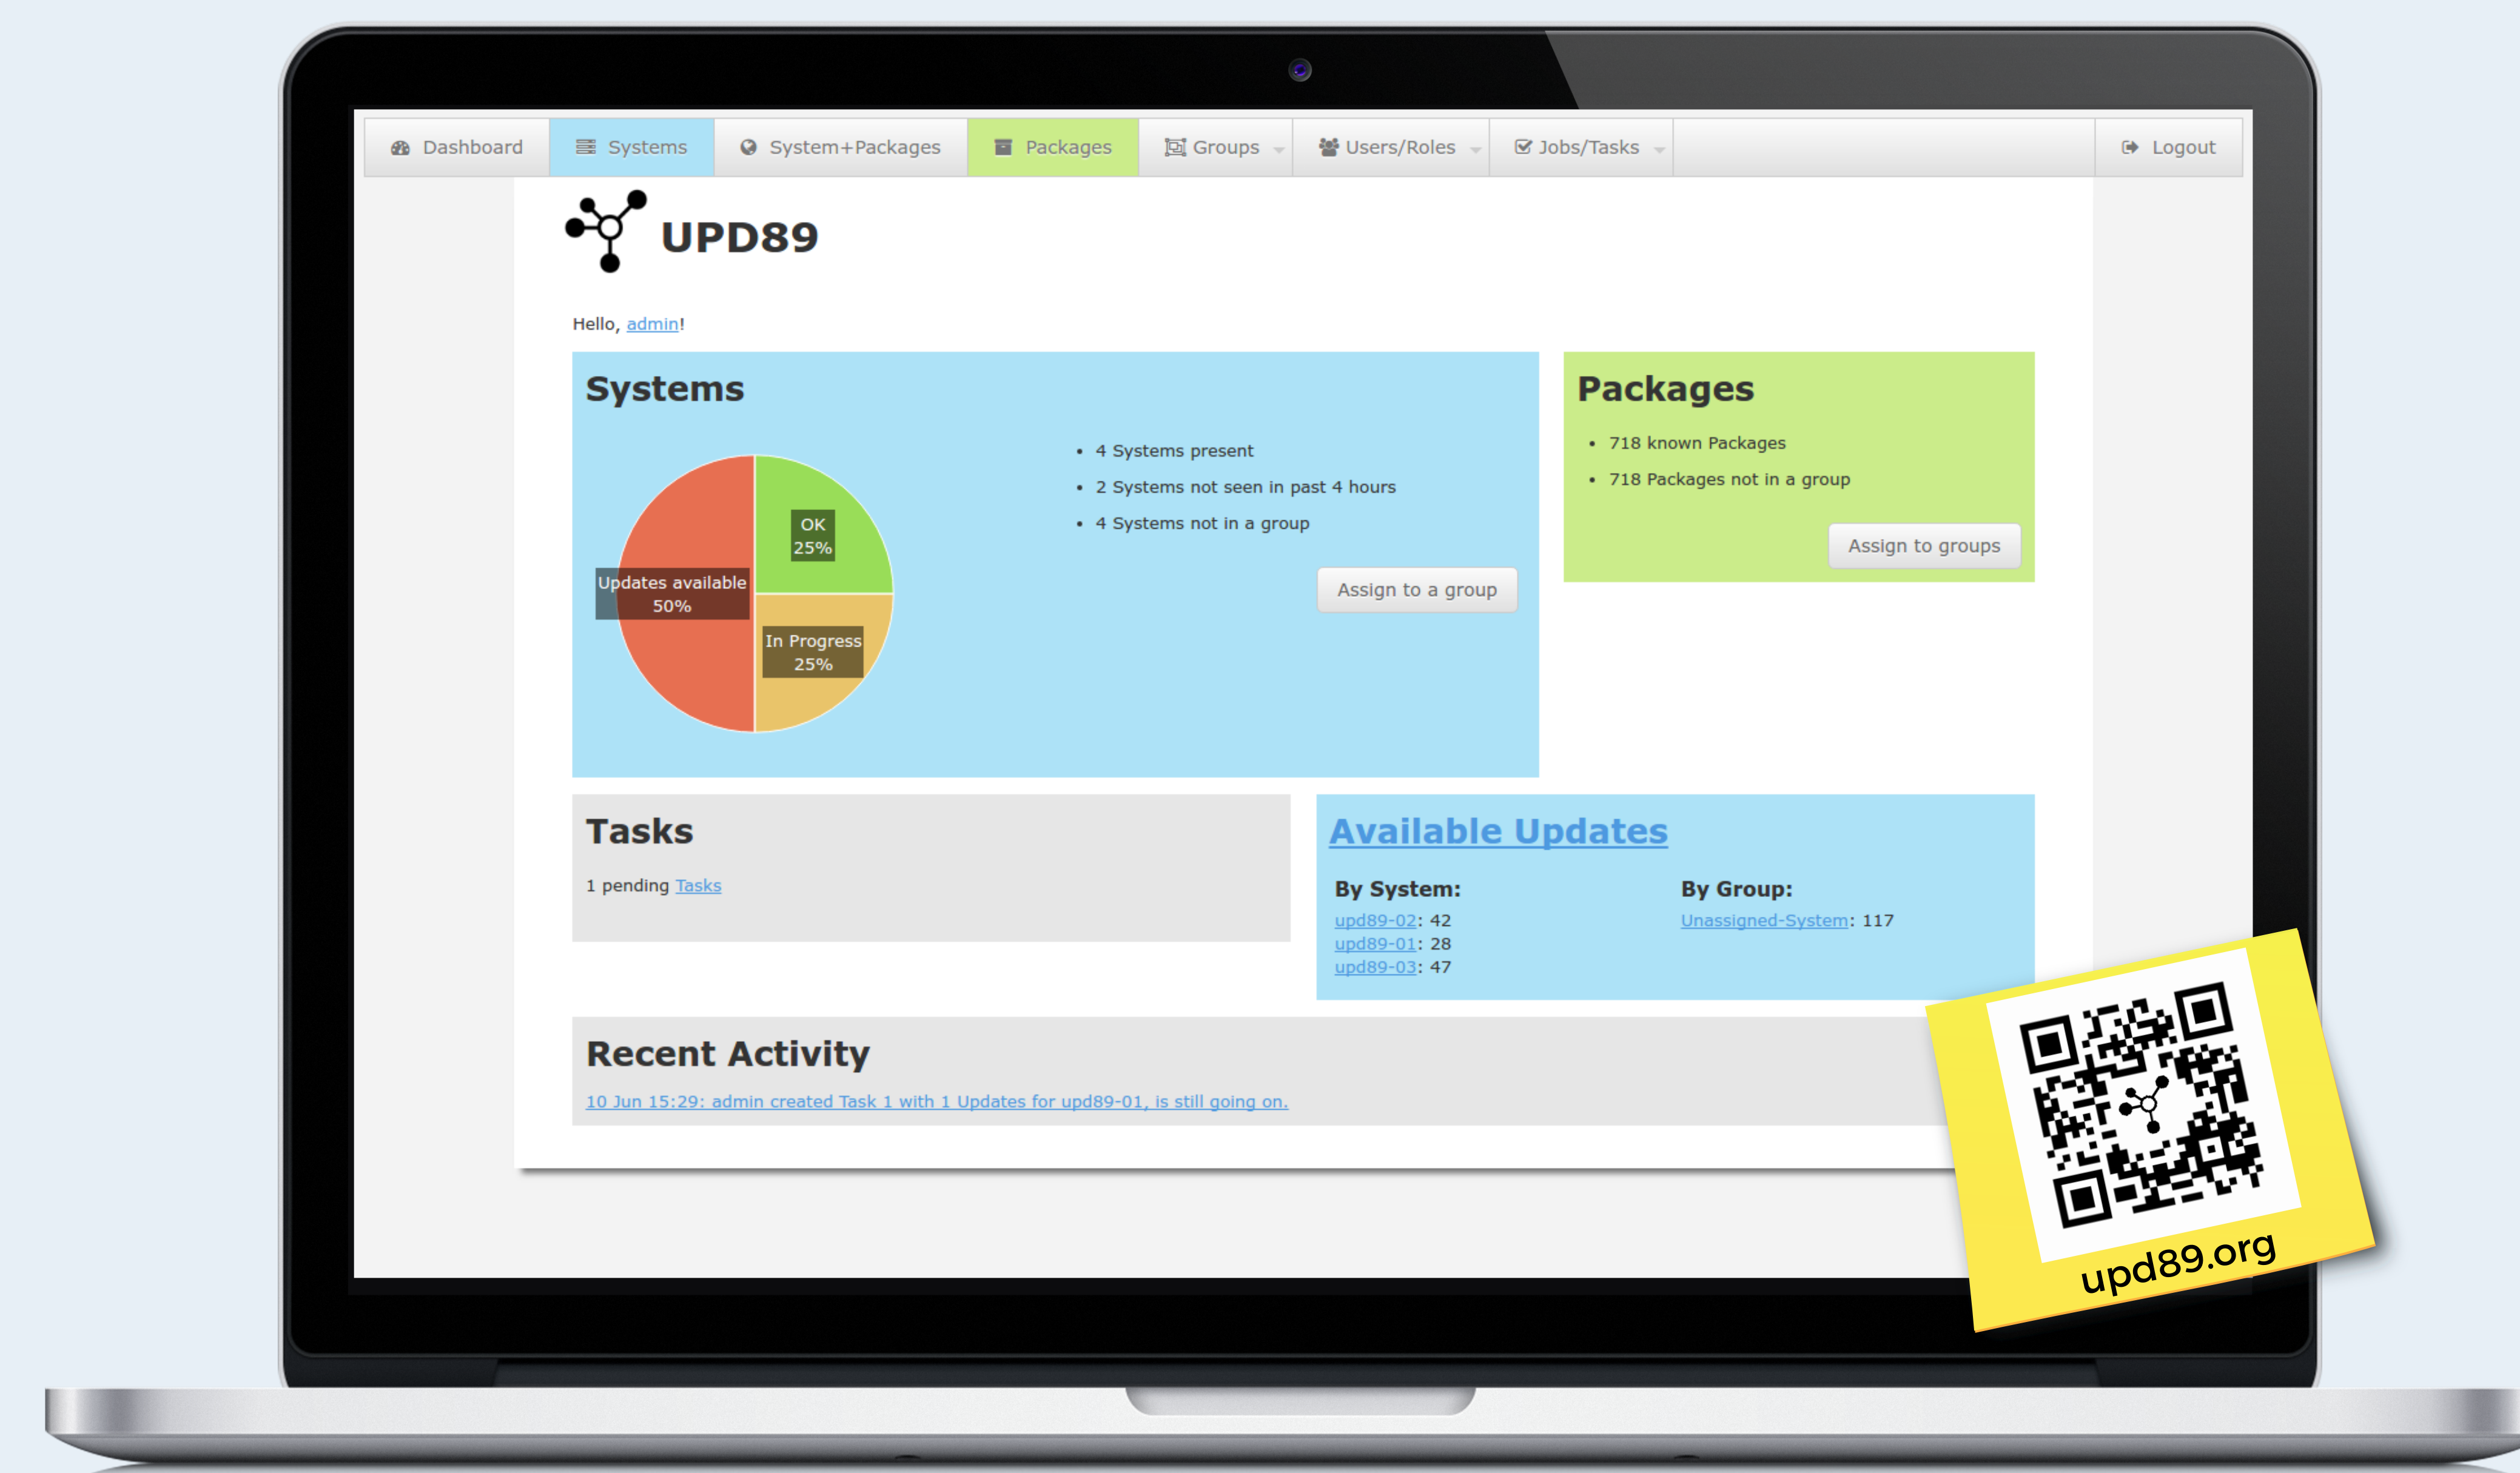 Dashboard
Systems
System+Packages
Packages
Groups
Users/Roles
Jobs/Tasks
Logout
UPD89
Hello, admin!
Systems
OK
25%
Updates available
50%
In Progress
25%
• 4 Systems present
• 2 Systems not seen in past 4 hours
• 4 Systems not in a group
Assign to a group
Packages
• 718 known Packages
• 718 Packages not in a group
Assign to groups
Tasks
1 pending Tasks
Available Updates
By System:
upd89-02: 42
upd89-01: 28
upd89-03: 47
By Group:
Unassigned-System: 117
Recent Activity
10 Jun 15:29: admin created Task 1 with 1 Updates for upd89-01, is still going on.
upd89.org